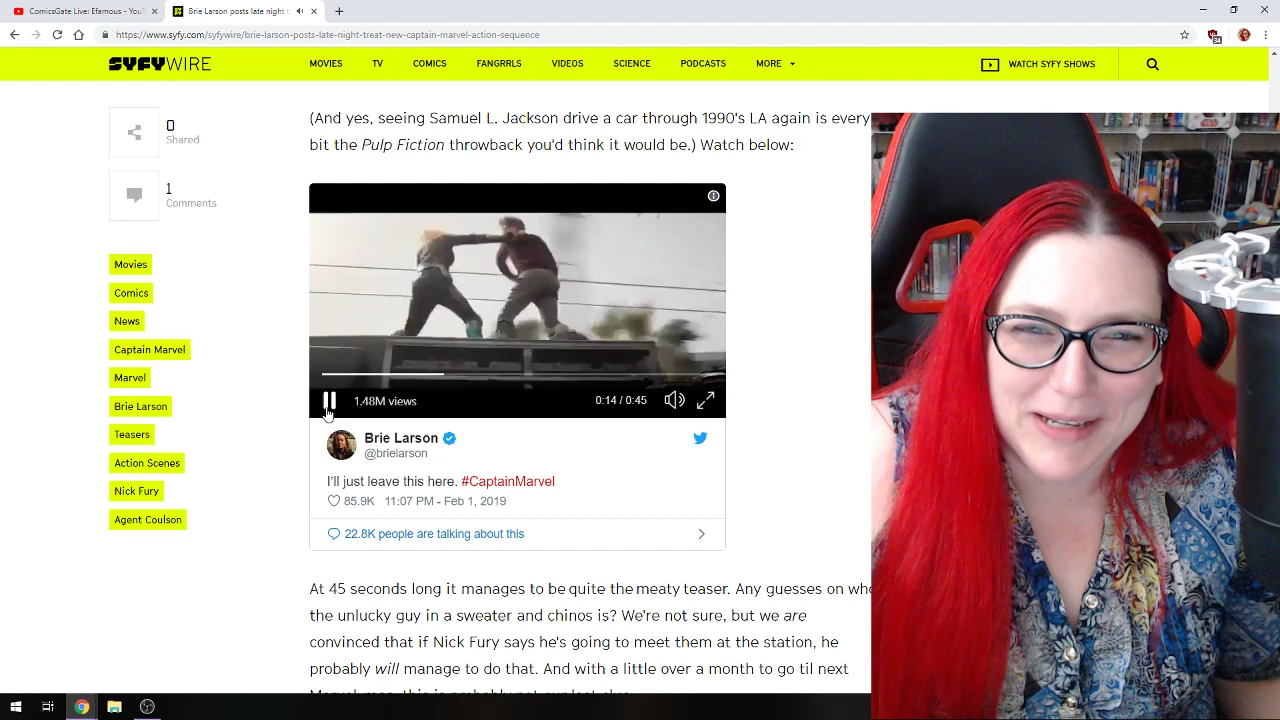 ComicsGate Live: Efamous - You
Brie Larson posts late night
https://www.syfy.com/syfywire/brie-larson-posts-late-night-treat-new-captain-marvel-action-sequence
SYFYWIRE
MOVIES
TV
COMICS
FANGRRLS
VIDEOS
SCIENCE
PODCASTS
MORE
WATCH SYFY SHOWS
0
Shared
1
Comments
Movies
Comics
News
Captain Marvel
Marvel
Brie Larson
Teasers
Action Scenes
Nick Fury
Agent Coulson
(And yes, seeing Samuel L. Jackson drive a car through 1990's LA again is every
bit the Pulp Fiction throwback you'd think it would be.) Watch below:
1.48M views
0:14 / 0:45
Brie Larson
@brielarson
I'll just leave this here. #CaptainMarvel
85.9K 11:07 PM - Feb 1, 2019
22.8K people are talking about this
At 45 seconds long it manages to be quite the meaty teaser. Any guesses on who
the unlucky guy in a sweater and chinos is? We're not sure, but we are
convinced that if Nick Fury says he's going to meet them at the station, he
probably will manage to do that. And with a little over a month to go til next